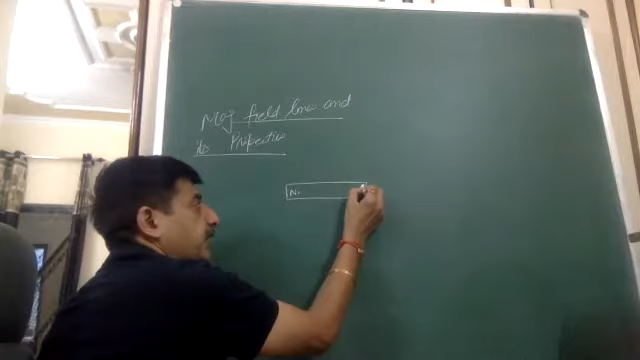 Mag field lines and
its Properties
N.